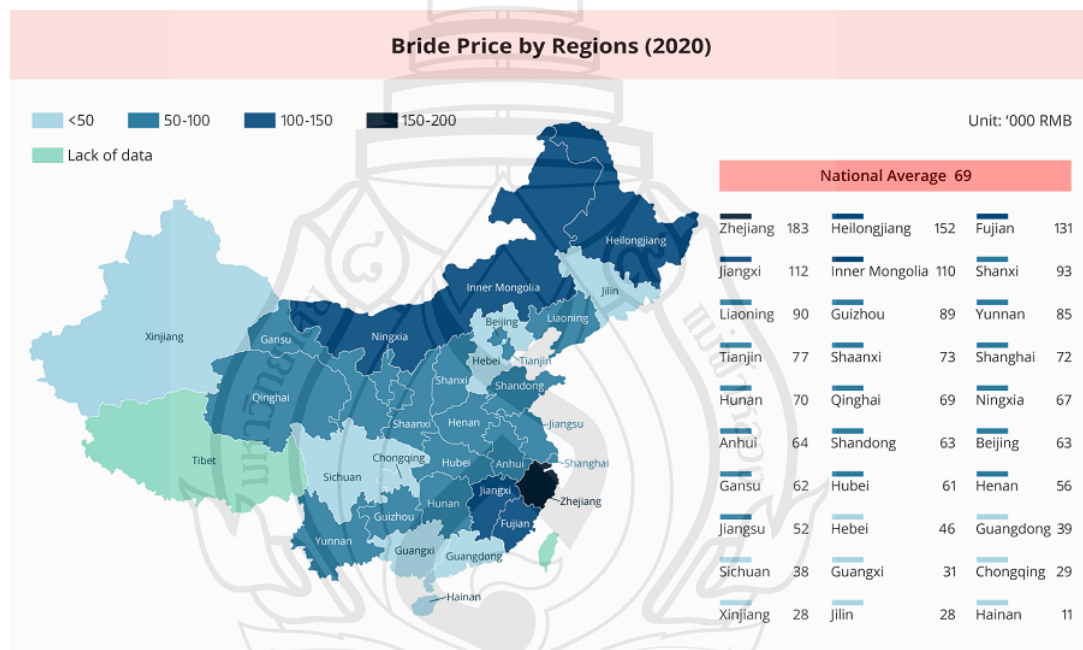 Bride Price by Regions (2020)
<50 50-100 100-150 150-200
Lack of data
Unit: ‘000 RMB
National Average 69
Zhejiang 183 Heilongjiang 152 Fujian 131
Jiangxi 112 Inner Mongolia 110 Shanxi 93
Liaoning 90 Guizhou 89 Yunnan 85
Tianjin 77 Shaanxi 73 Shanghai 72
Hunan 70 Qinghai 69 Ningxia 67
Anhui 64 Shandong 63 Beijing 63
Gansu 62 Hubei 61 Henan 56
Jiangsu 52 Hebei 46 Guangdong 39
Sichuan 38 Guangxi 31 Chongqing 29
Xinjiang 28 Jilin 28 Hainan 11
Heilongjiang
Inner Mongolia
Jilin
Beijing
Liaoning
Xinjiang
Gansu
Ningxia
Hebei
Tianjin
Shanxi
Shandong
Qinghai
Shaanxi
Henan
Jiangsu
Tibet
Sichuan
Chongqing
Hubei
Anhui
Shanghai
Jiangxi
Zhejiang
Hunan
Guizhou
Fujian
Yunnan
Guangxi
Guangdong
Hainan